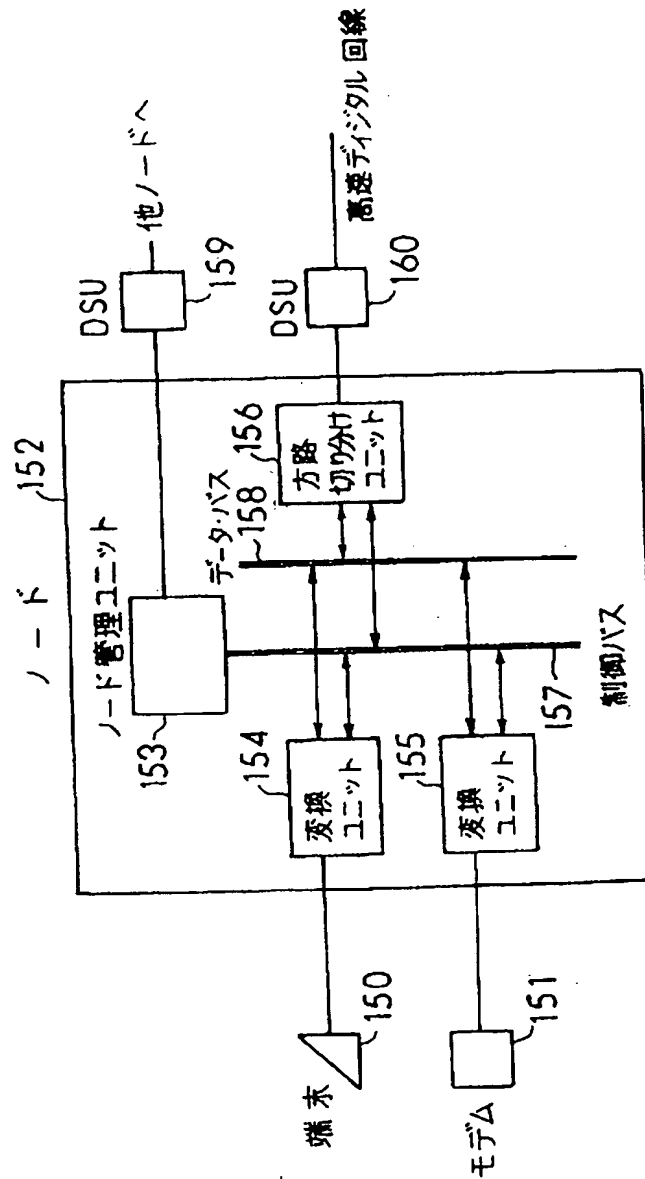 ノード
152
ノード管理ユニット
153
DSU
他ノードへ
159
データ・バス
158
156
方路
切り分け
ユニット
DSU
高速ディジタル回線
160
154
変換
ユニット
155
変換
ユニット
157
制御バス
端末
150
モデム
151